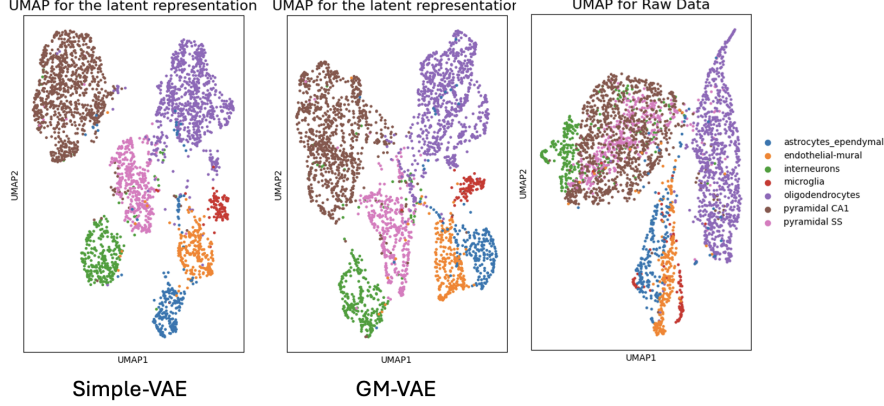 UMAP for the latent representation
UMAP for the latent representation
UMAP for Raw Data
UMAP2
UMAP2
UMAP2
astrocytes_ependymal
endothelial-mural
interneurons
microglia
oligodendrocytes
pyramidal CA1
pyramidal SS
UMAP1
UMAP1
UMAP1
Simple-VAE
GM-VAE